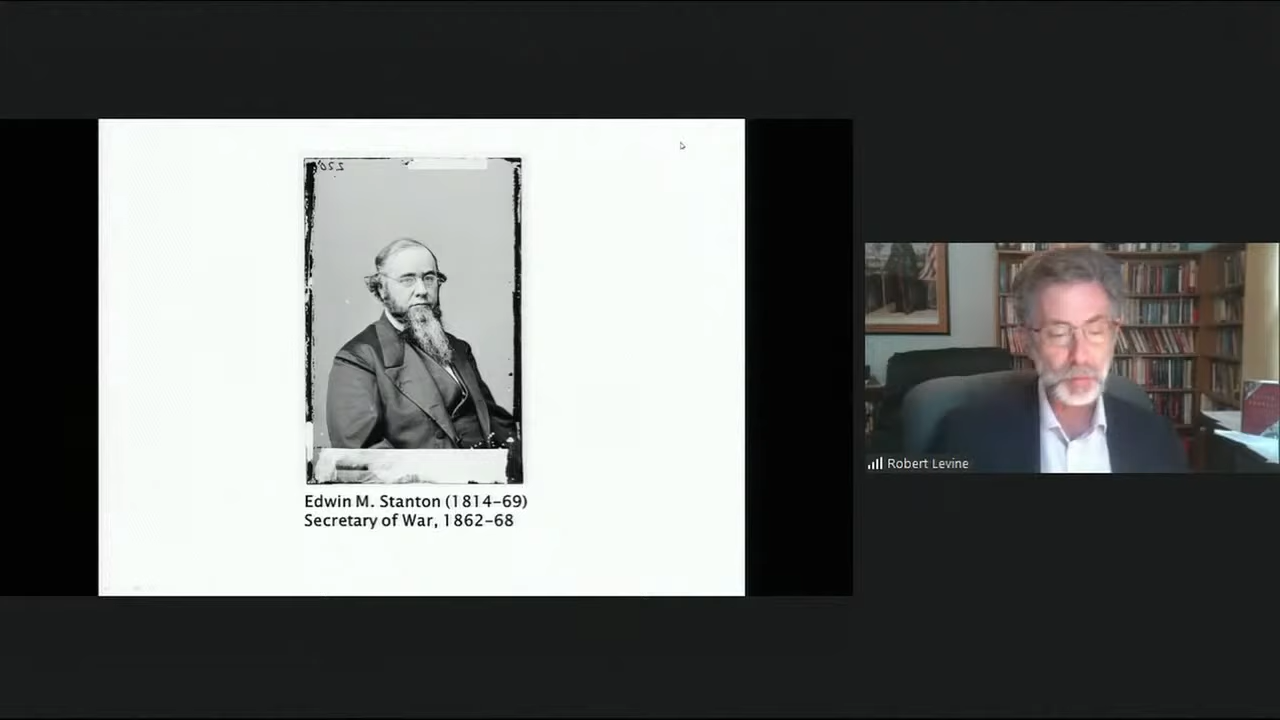 Edwin M. Stanton (1814–69)
Secretary of War, 1862–68
Robert Levine